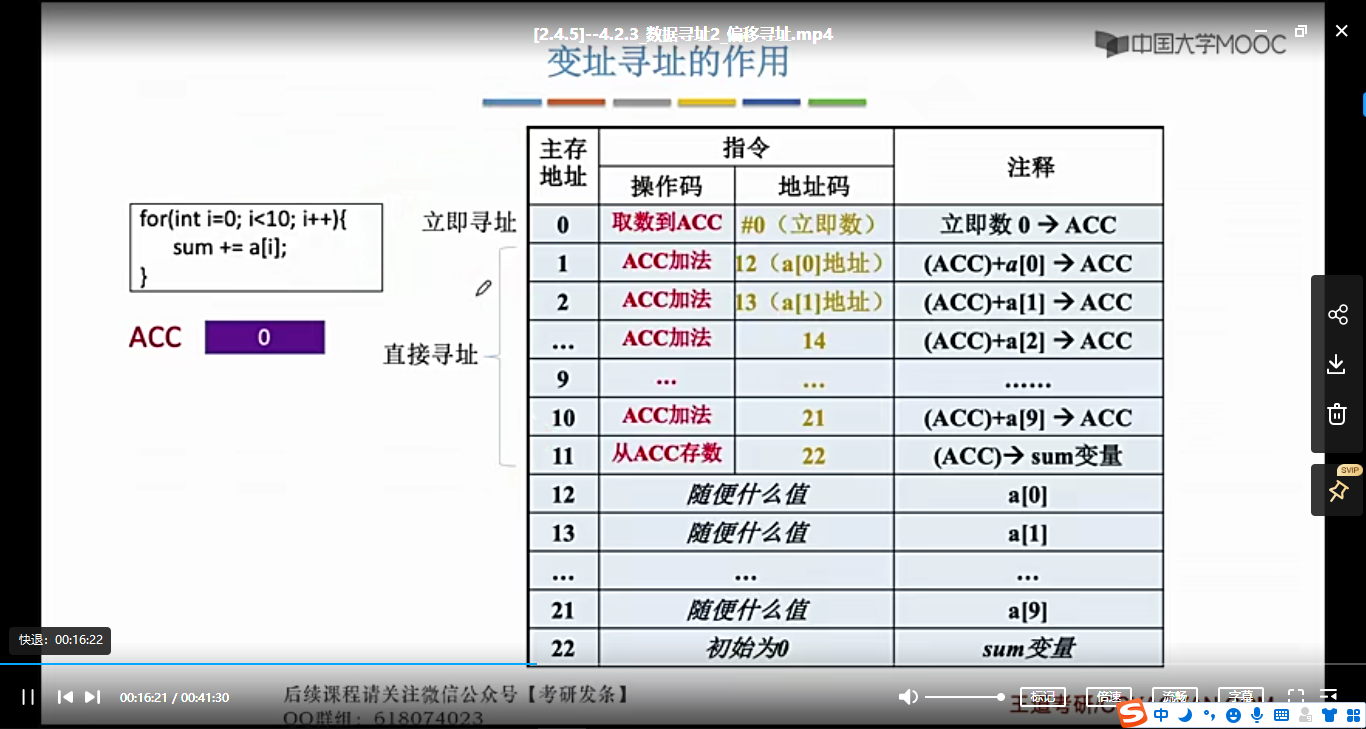 [2.4.5]--4.2.3_数据寻址2_偏移寻址.mp4
中国大学MOOC
变址寻址的作用
主存地址 指令 注释
操作码 地址码
for(int i=0; i<10; i++){
sum += a[i];
}
ACC 0
立即寻址
直接寻址
0 取数到ACC #0（立即数） 立即数 0 → ACC
1 ACC加法 12（a[0]地址） (ACC)+a[0] → ACC
2 ACC加法 13（a[1]地址） (ACC)+a[1] → ACC
... ACC加法 14 (ACC)+a[2] → ACC
9 ... ... ......
10 ACC加法 21 (ACC)+a[9] → ACC
11 从ACC存数 22 (ACC)→ sum变量
12 随便什么值 a[0]
13 随便什么值 a[1]
... ... ...
21 随便什么值 a[9]
22 初始为0 sum变量
SVIP
快退：00:16:22
00:16:21 / 00:41:30
后续课程请关注微信公众号【考研发条】
QQ群组：618074023
标记
倍速
流畅
字幕
王道考研
中